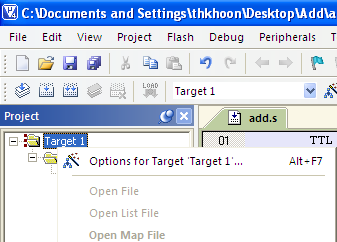 C:\Documents and Settings\thkhoon\Desktop\Add\a
File Edit View Project Flash Debug Peripherals T
LOAD Target 1
Project
add.s
Target 1
01 TTL
Options for Target 'Target 1'... Alt+F7
Open File
Open List File
Open Map File